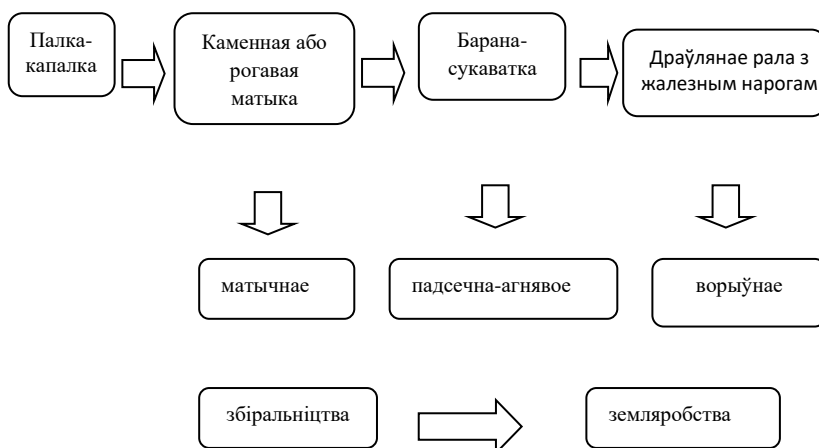 Палка-
капалка
Каменная або
рогавая
матыка
Барана-
сукаватка
Драўлянае рала з
жалезным нарогам
матычнае
падсечна-агнявое
ворыўнае
збіральніцтва
земляробства